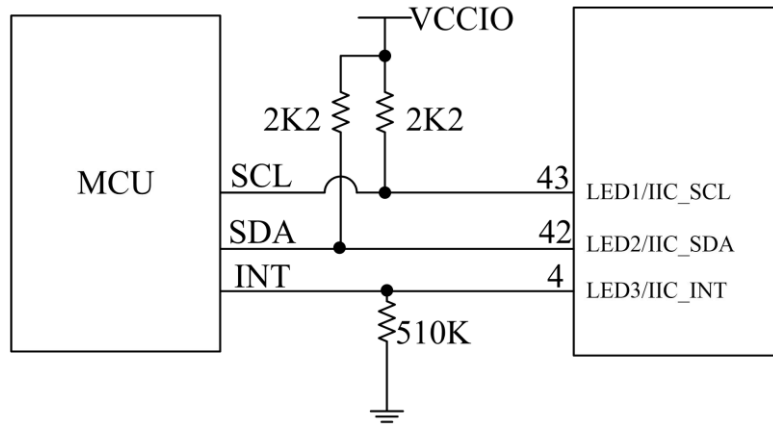 VCCIO
2K2
2K2
MCU
SCL
43
LED1/IIC_SCL
SDA
42
LED2/IIC_SDA
INT
4
LED3/IIC_INT
510K